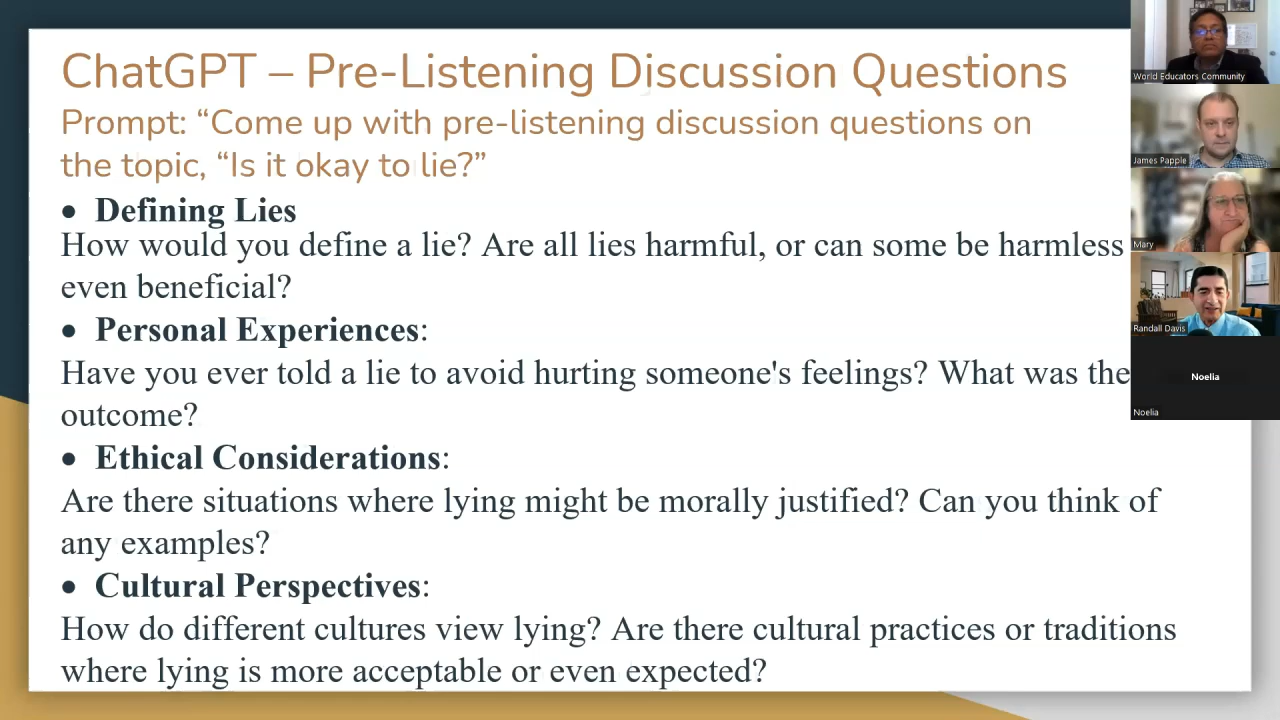 ChatGPT – Pre-Listening Discussion Questions
Prompt: “Come up with pre-listening discussion questions on
the topic, “Is it okay to lie?”
• Defining Lies
How would you define a lie? Are all lies harmful, or can some be harmless
even beneficial?
• Personal Experiences:
Have you ever told a lie to avoid hurting someone's feelings? What was the
outcome?
• Ethical Considerations:
Are there situations where lying might be morally justified? Can you think of
any examples?
• Cultural Perspectives:
How do different cultures view lying? Are there cultural practices or traditions
where lying is more acceptable or even expected?
World Educators Community
James Papple
Mary
Randall Davis
Noelia
Noelia